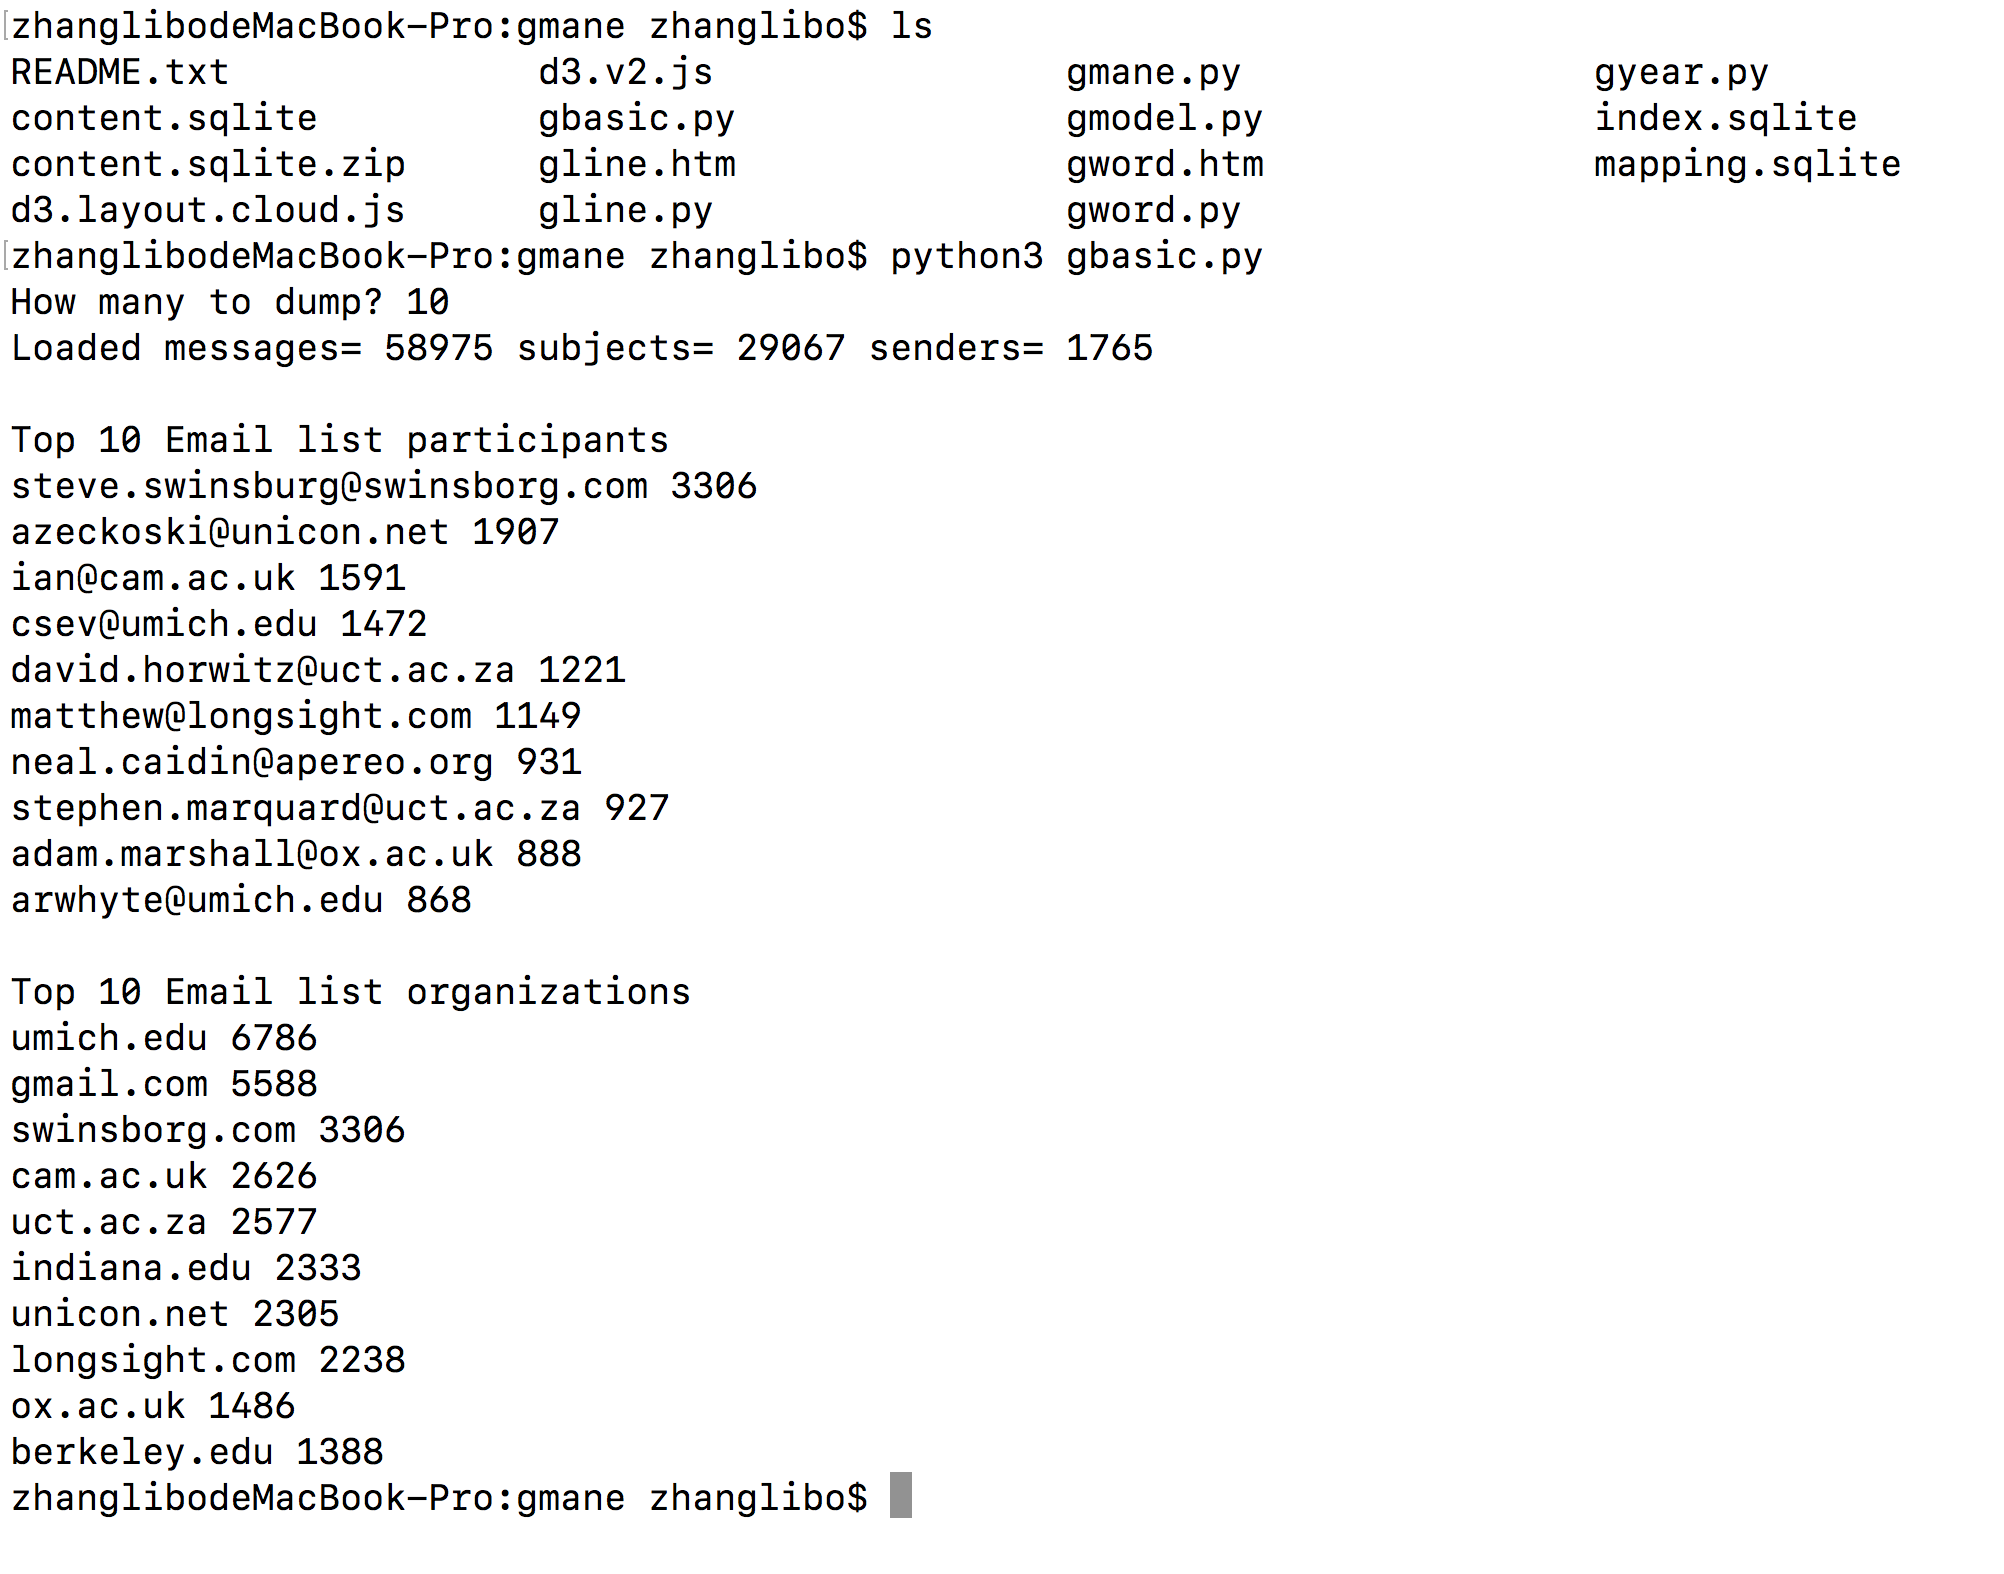 zhanglibodeMacBook-Pro:gmane zhanglibo$ ls
README.txt d3.v2.js gmane.py gyear.py
content.sqlite gbasic.py gmodel.py index.sqlite
content.sqlite.zip gline.htm gword.htm mapping.sqlite
d3.layout.cloud.js gline.py gword.py
zhanglibodeMacBook-Pro:gmane zhanglibo$ python3 gbasic.py
How many to dump? 10
Loaded messages= 58975 subjects= 29067 senders= 1765
Top 10 Email list participants
steve.swinsburg@swinsborg.com 3306
azeckoski@unicon.net 1907
ian@cam.ac.uk 1591
csev@umich.edu 1472
david.horwitz@uct.ac.za 1221
matthew@longsight.com 1149
neal.caidin@apereo.org 931
stephen.marquard@uct.ac.za 927
adam.marshall@ox.ac.uk 888
arwhyte@umich.edu 868
Top 10 Email list organizations
umich.edu 6786
gmail.com 5588
swinsborg.com 3306
cam.ac.uk 2626
uct.ac.za 2577
indiana.edu 2333
unicon.net 2305
longsight.com 2238
ox.ac.uk 1486
berkeley.edu 1388
zhanglibodeMacBook-Pro:gmane zhanglibo$